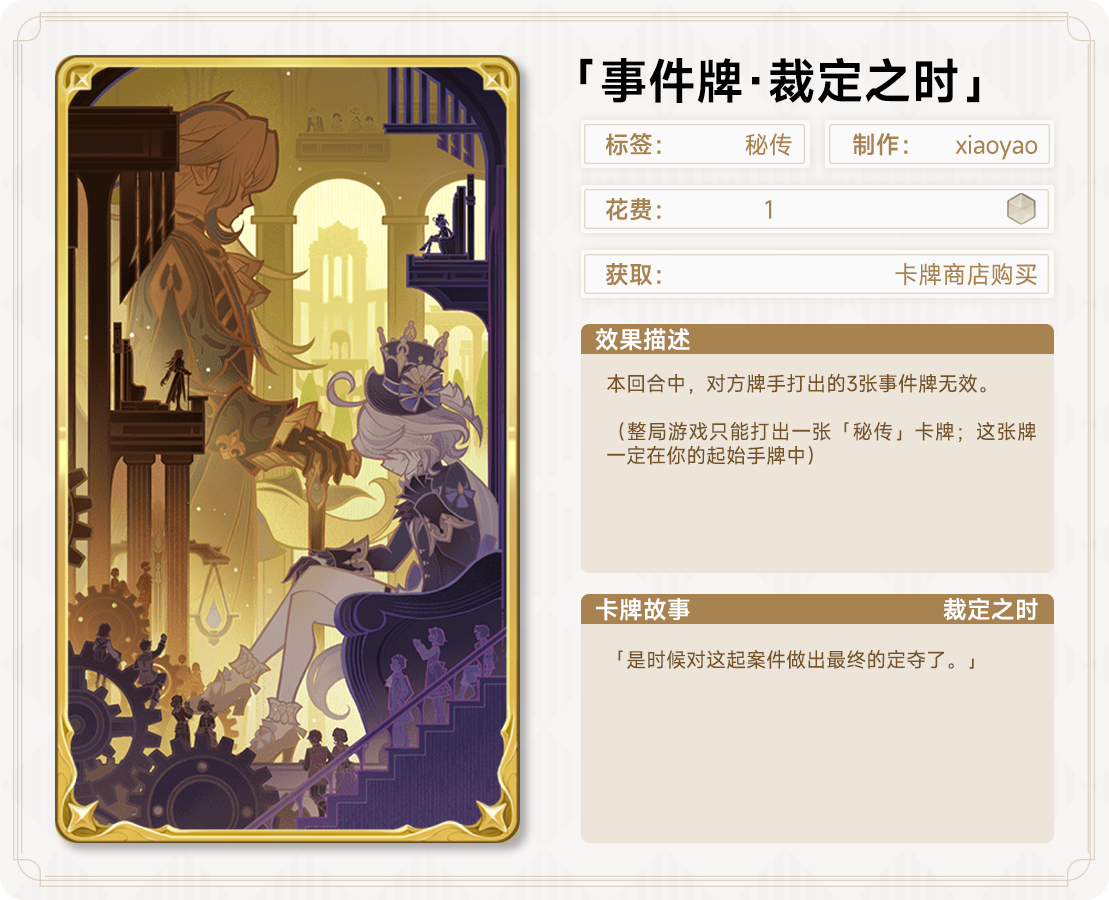 「事件牌·裁定之时」
标签： 秘传
制作： xiaoyao
花费： 1
获取： 卡牌商店购买
效果描述
本回合中，对方牌手打出的3张事件牌无效。
（整局游戏只能打出一张「秘传」卡牌；这张牌
一定在你的起始手牌中）
卡牌故事 裁定之时
「是时候对这起案件做出最终的定夺了。」